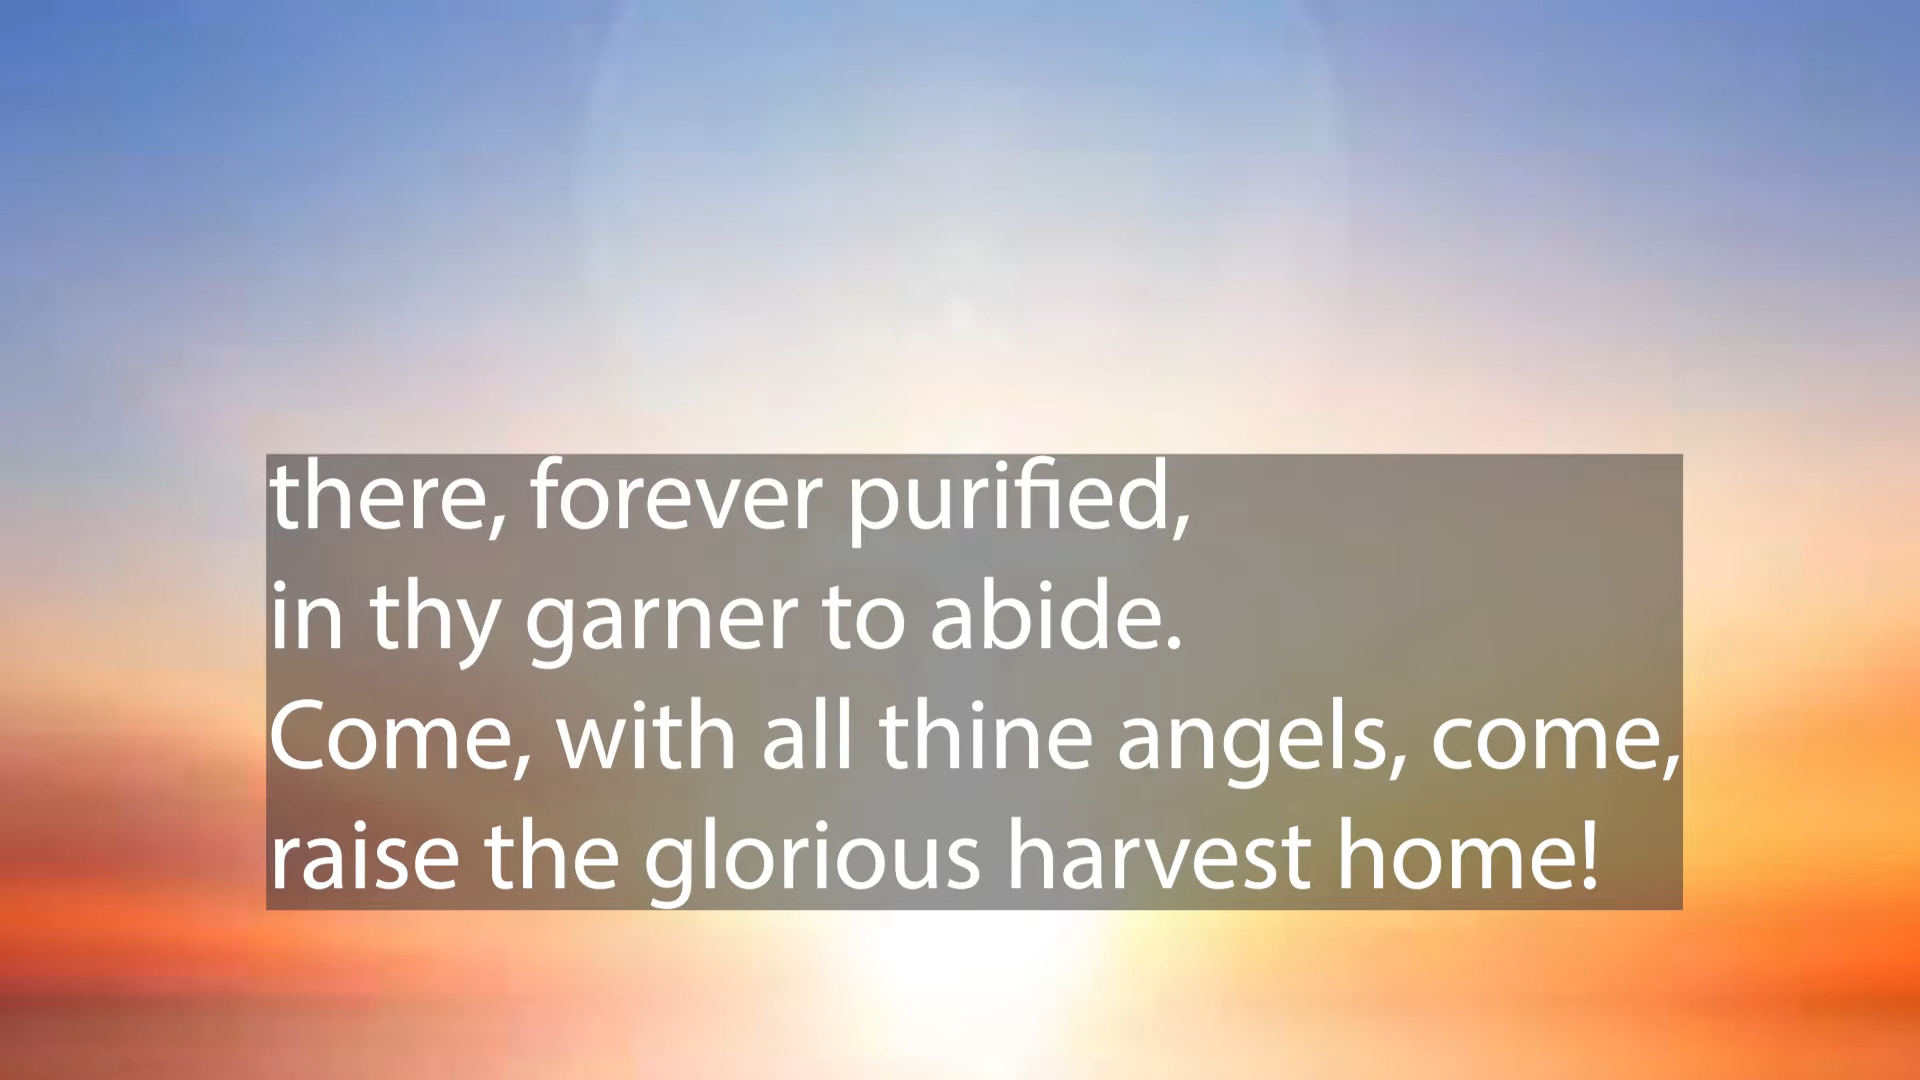 there, forever purified,
in thy garner to abide.
Come, with all thine angels, come,
raise the glorious harvest home!